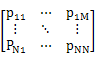 [p₁₁ ⋯ p₁M
⋮ ⋱ ⋮
pN₁ ⋯ pNN]